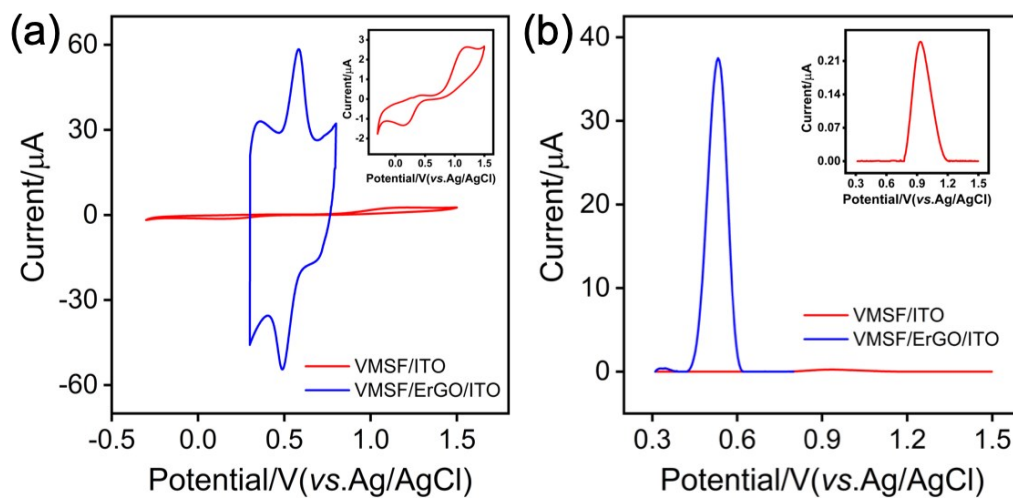 (a)
60
30
0
-30
-60
Current/μA
-0.5 0.0 0.5 1.0 1.5
Potential/V(vs.Ag/AgCl)
VMSF/ITO
VMSF/ErGO/ITO
3
2
1
0
-1
-2
Current/μA
0.0 0.5 1.0 1.5
Potential/V(vs.Ag/AgCl)
(b)
40
30
20
10
0
Current/μA
0.3 0.6 0.9 1.2 1.5
Potential/V(vs.Ag/AgCl)
VMSF/ITO
VMSF/ErGO/ITO
0.21
0.14
0.07
0.00
Current/μA
0.3 0.6 0.9 1.2 1.5
Potential/V(vs.Ag/AgCl)